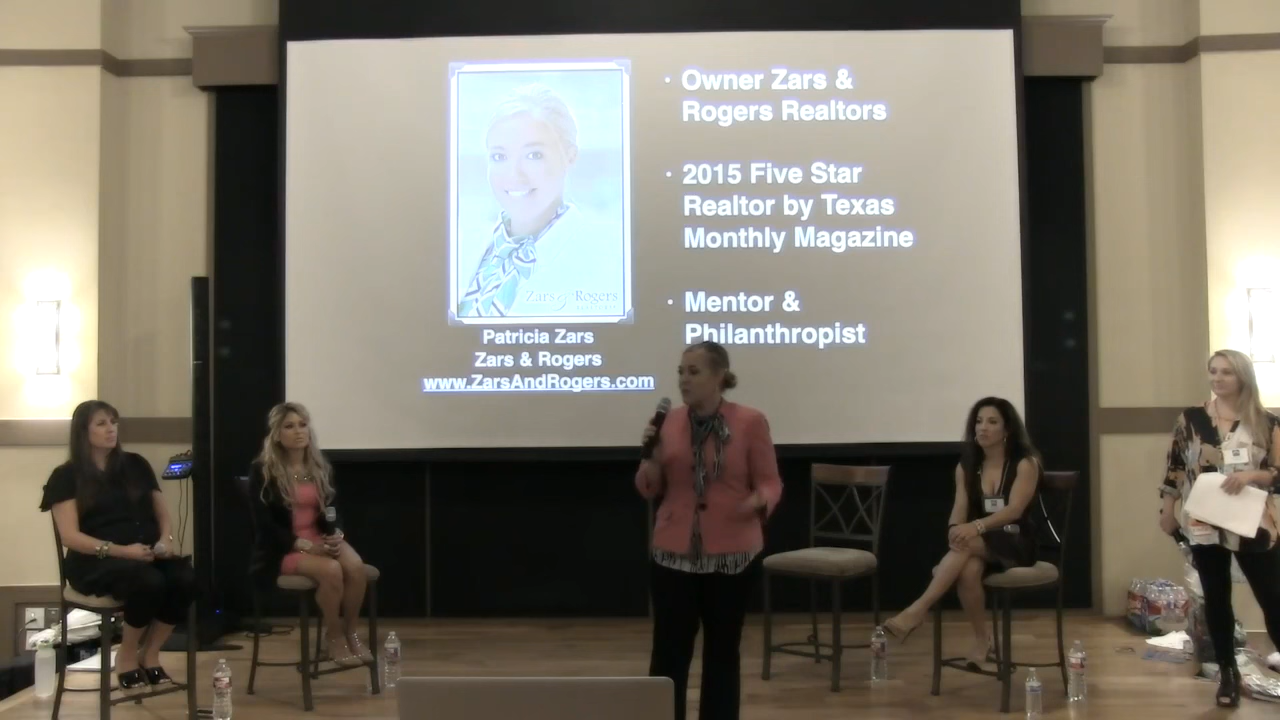 · Owner Zars &
Rogers Realtors
· 2015 Five Star
Realtor by Texas
Monthly Magazine
· Mentor &
Philanthropist
Zars & Rogers
Patricia Zars
Zars & Rogers
www.ZarsAndRogers.com